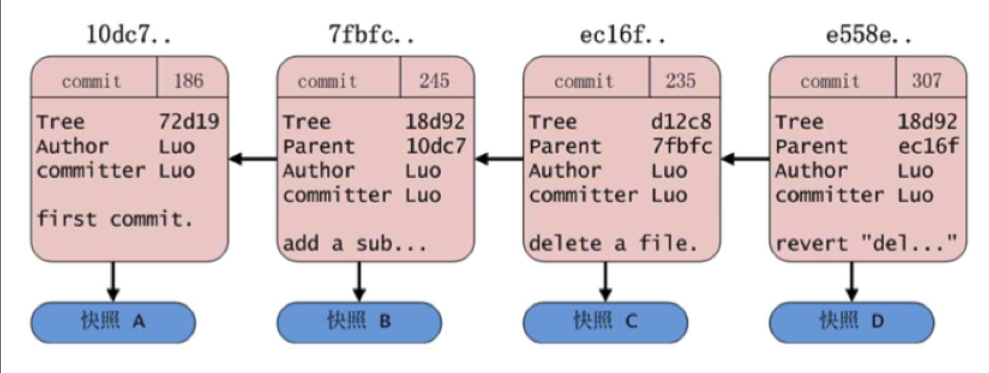 10dc7..
commit 186
Tree 72d19
Author Luo
committer Luo
first commit.
快照 A
7fbfc..
commit 245
Tree 18d92
Parent 10dc7
Author Luo
committer Luo
add a sub...
快照 B
ec16f..
commit 235
Tree d12c8
Parent 7fbfc
Author Luo
committer Luo
delete a file.
快照 C
e558e..
commit 307
Tree 18d92
Parent ec16f
Author Luo
committer Luo
revert "del..."
快照 D